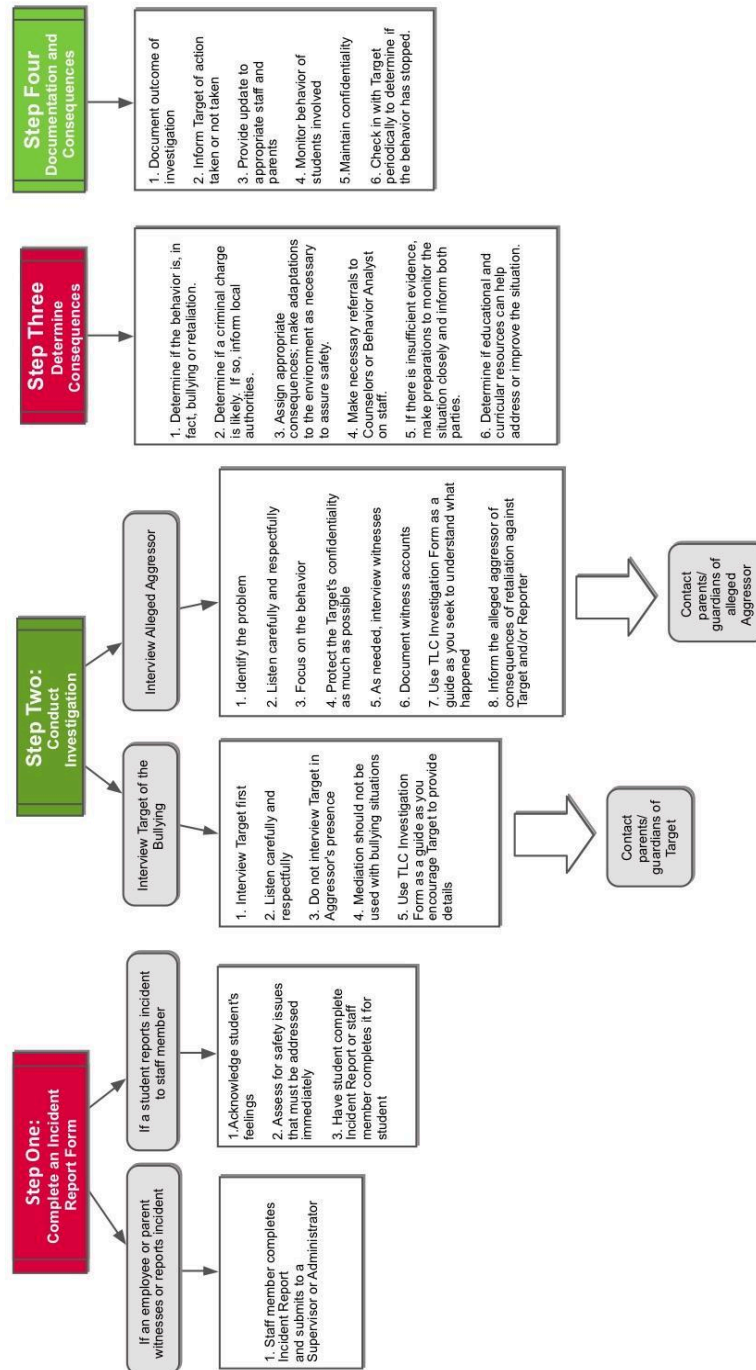 Step One:
Complete an Incident
Report Form
If an employee or parent
witnesses or reports incident
1. Staff member completes
Incident Report
and submits to a
Supervisor or Administrator
If a student reports incident
to staff member
1.Acknowledge student's
feelings
2. Assess for safety issues
that must be addressed
immediately
3. Have student complete
Incident Report or staff
member completes it for
student
Step Two:
Conduct
Investigation
Interview Target of the
Bullying
1. Interview Target first
2. Listen carefully and
respectfully
3. Do not interview Target in
Aggressor's presence
4. Mediation should not be
used with bullying situations
5. Use TLC Investigation
Form as a guide as you
encourage Target to provide
details
Contact
parents/
guardians of
Target
Interview Alleged Aggressor
1. Identify the problem
2. Listen carefully and respectfully
3. Focus on the behavior
4. Protect the Target's confidentiality
as much as possible
5. As needed, interview witnesses
6. Document witness accounts
7. Use TLC Investigation Form as a
guide as you seek to understand what
happened
8. Inform the alleged aggressor of
consequences of retaliation against
Target and/or Reporter
Contact
parents/
guardians of
alleged
Aggressor
Step Three
Determine
Consequences
1. Determine if the behavior is, in
fact, bullying or retaliation.
2. Determine if a criminal charge
is likely. If so, inform local
authorities.
3. Assign appropriate
consequences; make adaptations
to the environment as necessary
to assure safety.
4. Make necessary referrals to
Counselors or Behavior Analyst
on staff.
5. If there is insufficient evidence,
make preparations to monitor the
situation closely and inform both
parties.
6. Determine if educational and
curricular resources can help
address or improve the situation.
Step Four
Documentation and
Consequences
1. Document outcome of
investigation
2. Inform Target of action
taken or not taken
3. Provide update to
appropriate staff and
parents
4. Monitor behavior of
students involved
5.Maintain confidentiality
6. Check in with Target
periodically to determine if
the behavior has stopped.